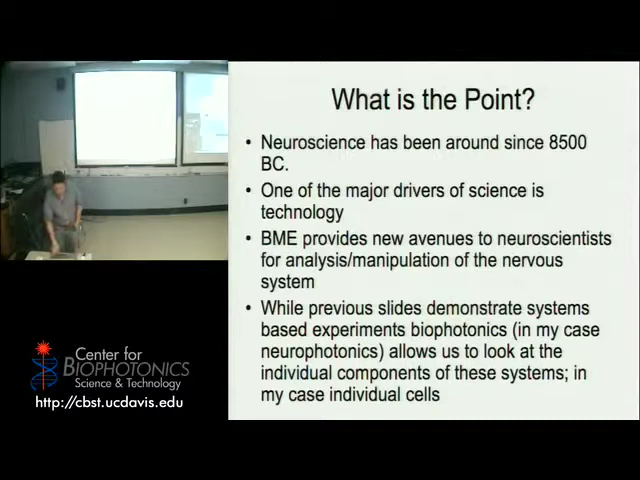 What is the Point?
• Neuroscience has been around since 8500
BC.
• One of the major drivers of science is
technology
• BME provides new avenues to neuroscientists
for analysis/manipulation of the nervous
system
• While previous slides demonstrate systems
based experiments biophotonics (in my case
neurophotonics) allows us to look at the
individual components of these systems; in
my case individual cells
Center for
BIOPHOTONICS
Science & Technology
http://cbst.ucdavis.edu